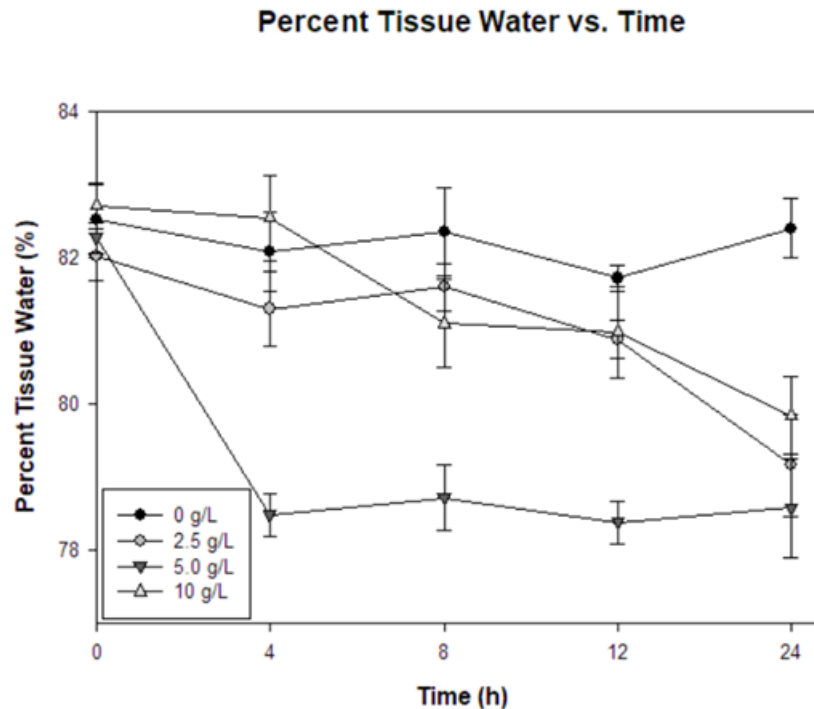 Percent Tissue Water vs. Time
84
82
80
78
Percent Tissue Water (%)
0 g/L
2.5 g/L
5.0 g/L
10 g/L
0 4 8 12 24
Time (h)